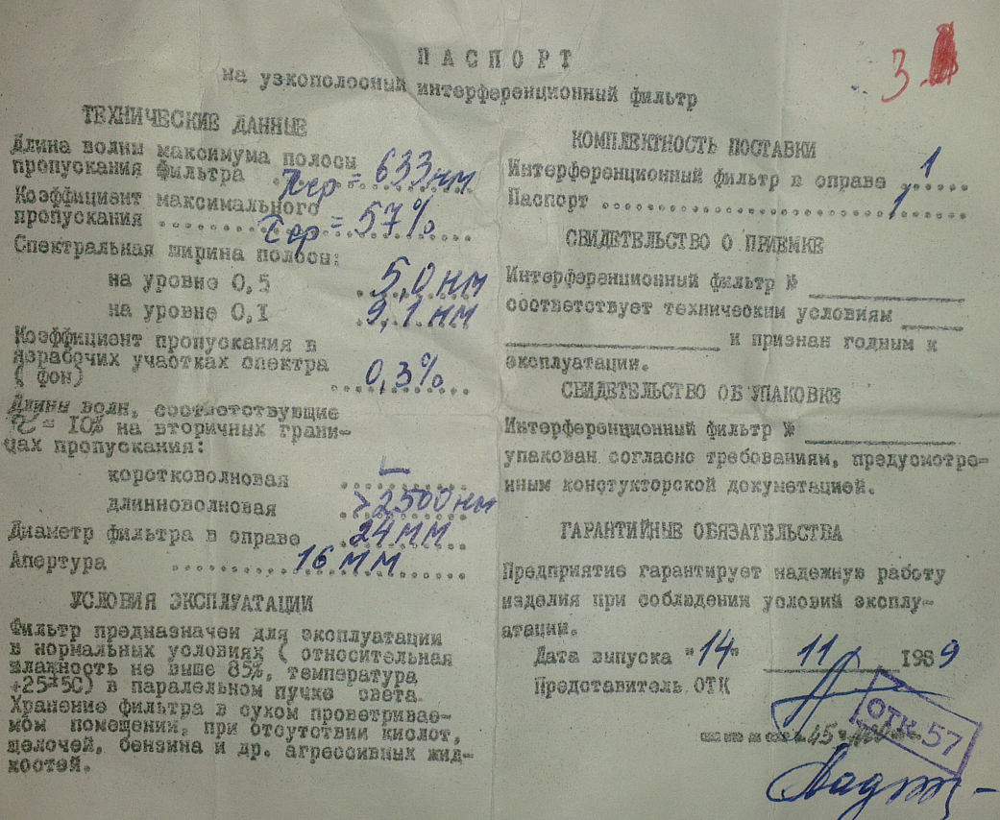 3.
ПАСПОРТ
на узкополосный интерференционный фильтр
ТЕХНИЧЕСКИЕ ДАННЫЕ
Длина волны максимума полосы
пропускания фильтра ... λср = 633 нм
Коэффициент максимального
пропускания .......... τср = 57%
Спектральная ширина полосы:
на уровне 0,5 ..5,0 нм
на уровне 0,1 ..9,1 нм
Коэффициент пропускания в
нерабочих участках спектра
( фон) 0,3%
Длины волн, соответствующие
τ = 10% на вторичных грани-
цах пропускания:
коротковолновая —
длинноволновая >2500 нм
Диаметр фильтра в оправе 24 мм
Апертура 16 мм
УСЛОВИЯ ЭКСПЛУАТАЦИИ
Фильтр предназначен для эксплуатации
в нормальных условиях ( относительная
влажность не выше 85%, температура
+25±5С) в паралельном пучке света.
Хранение фильтра в сухом проветривае-
мом помещении, при отсутствии кислот,
щелочей, бензина и др. агрессивных жид-
костей.
КОМПЛЕКТНОСТЬ ПОСТАВКИ
Интерференционный фильтр в оправе 1
Паспорт ........................ 1
СВИДЕТЕЛЬСТВО О ПРИЕМКЕ
Интерференционный фильтр № ____________
соответствует техническим условиям _____
________________ и признан годным к
эксплуатации.
СВИДЕТЕЛЬСТВО ОБ УПАКОВКЕ
Интерференционный фильтр № ____________
упакован согласно требованиям, предусмотре-
нным констукторской докуметацией.
ГАРАНТИЙНЫЕ ОБЯЗАТЕЛЬСТВА
Предприятие гарантирует надежную работу
изделия при соблюдении условий эксплу-
атации.
Дата выпуска "14" 11 1989
Представитель ОТК
ОТК 57